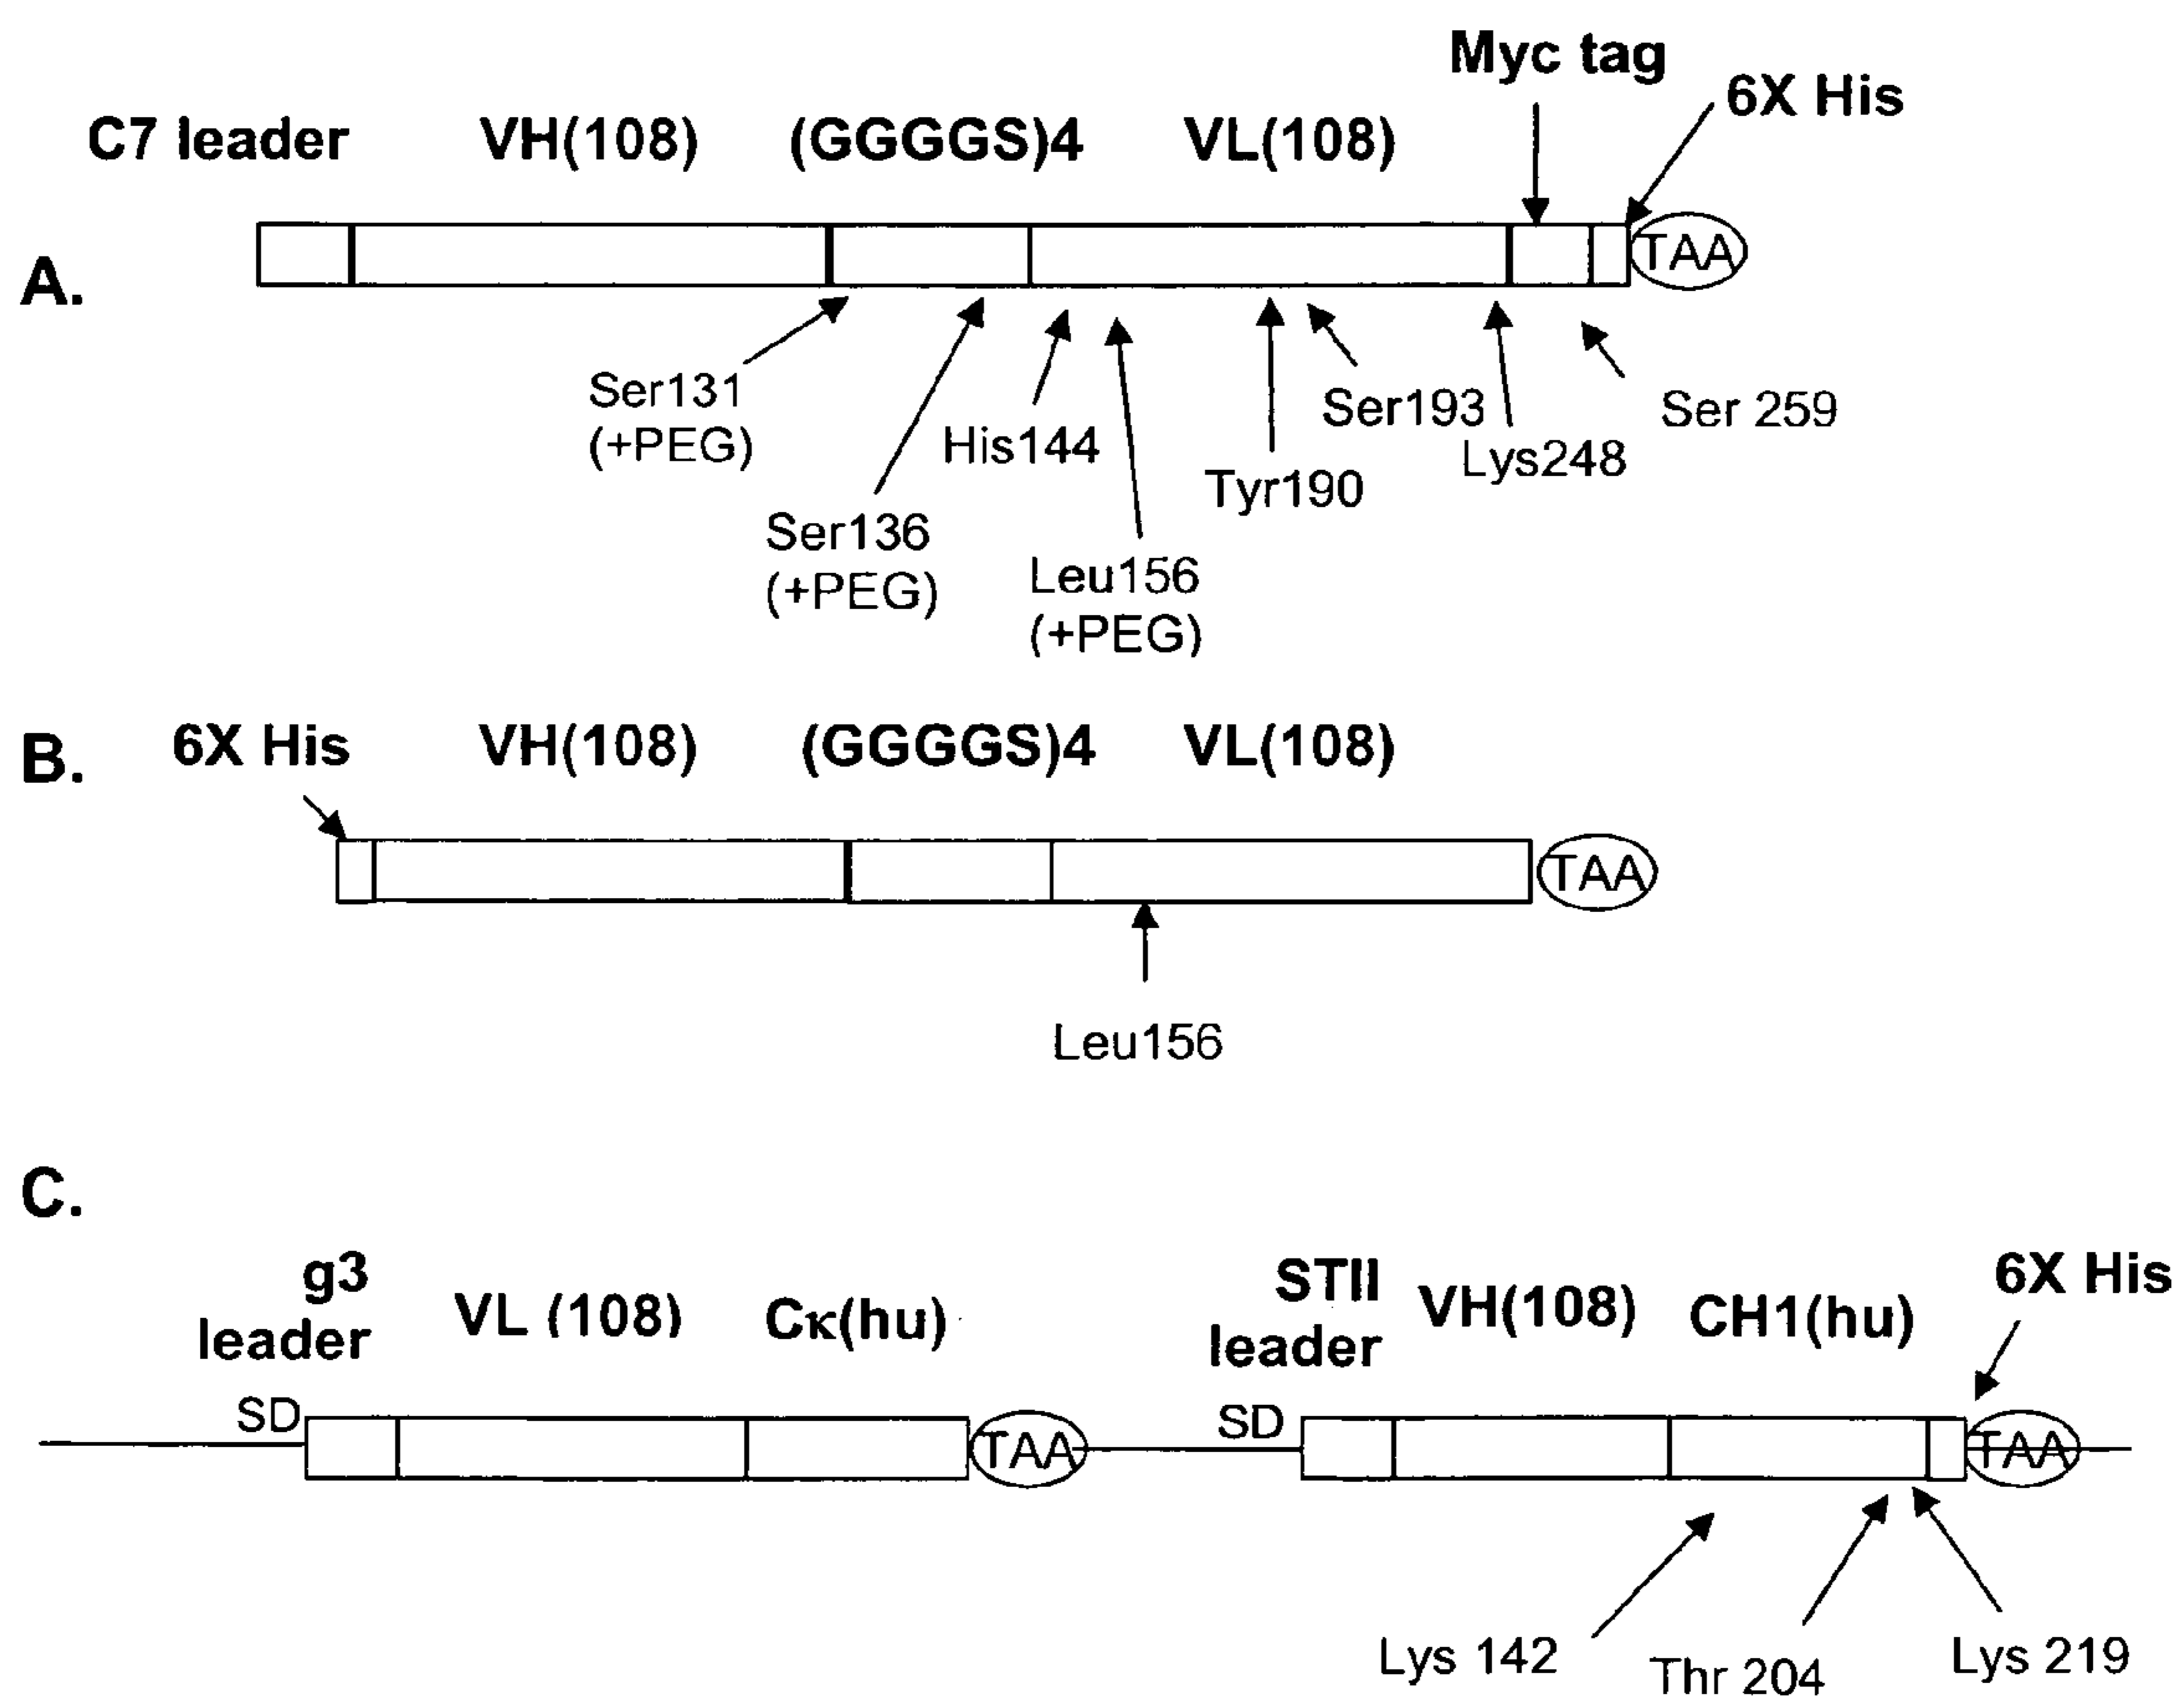 Myc tag
6X His
C7 leader VH(108) (GGGGS)4 VL(108)
A.
TAA
Ser131
(+PEG)
Ser136
(+PEG)
His144
Leu156
(+PEG)
Tyr190
Ser193
Lys248
Ser 259
B.
6X His VH(108) (GGGGS)4 VL(108)
TAA
Leu156
C.
g3
leader
VL (108)
Cκ(hu)
STII
leader
VH(108)
CH1(hu)
6X His
SD
TAA
SD
TAA
Lys 142
Thr 204
Lys 219